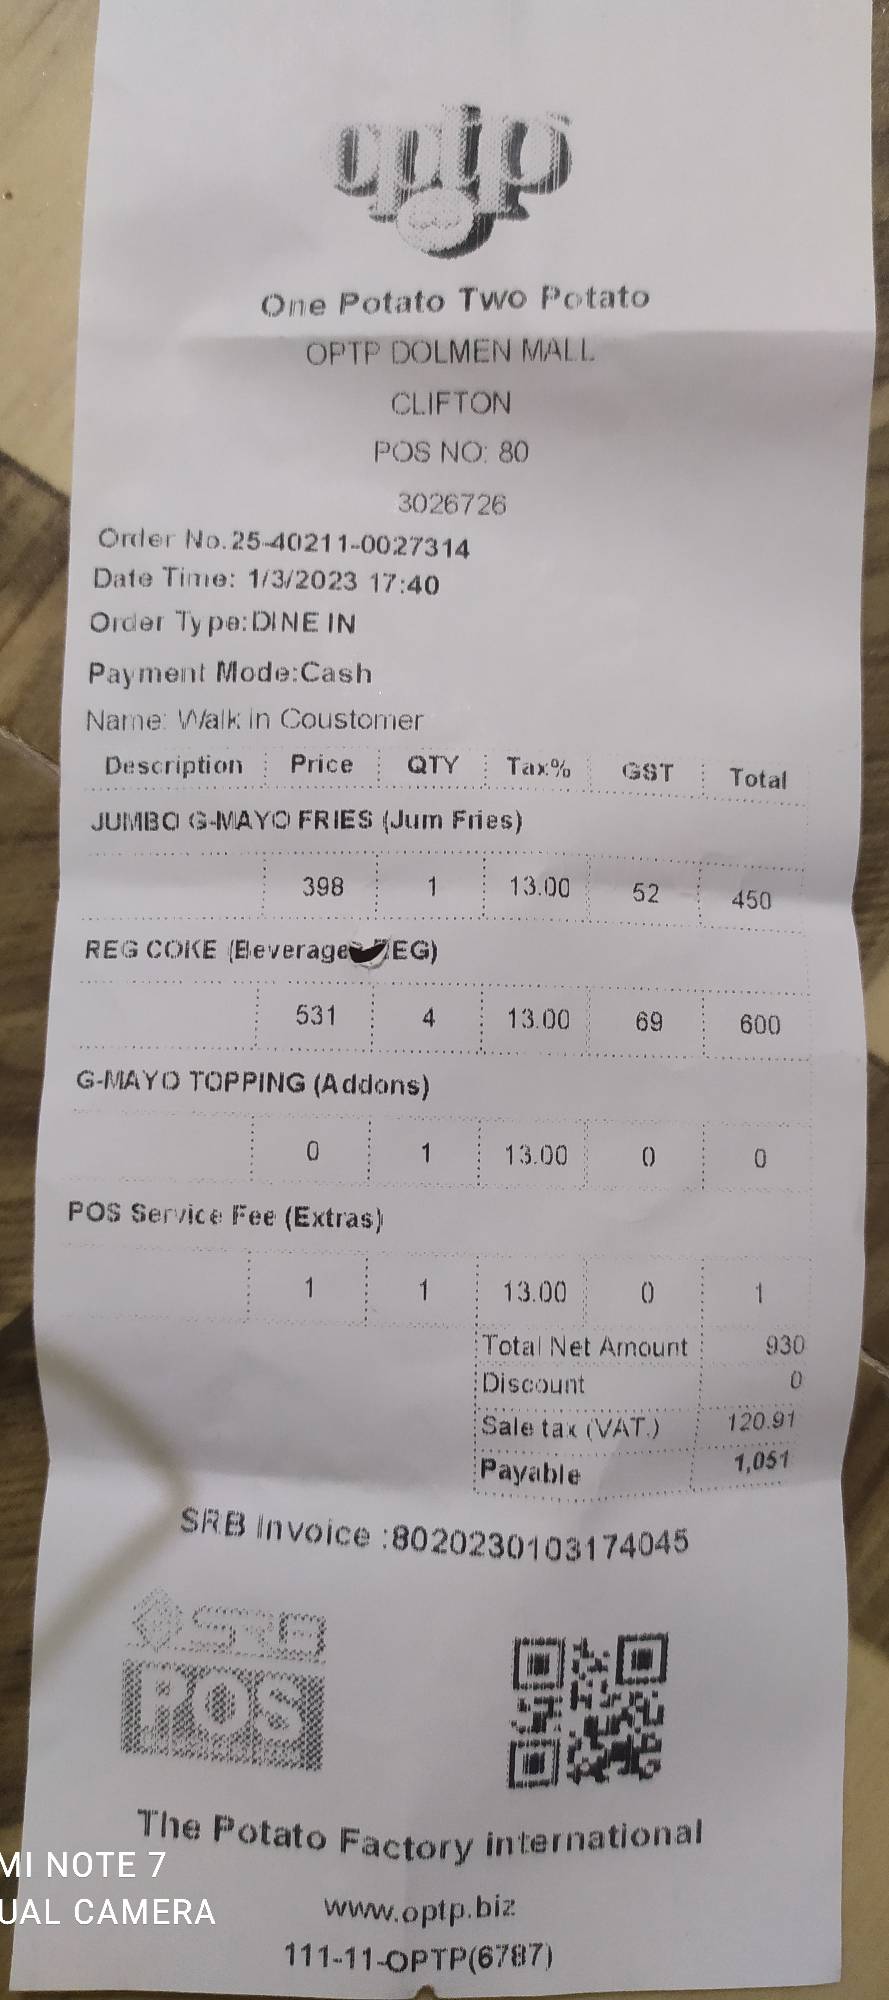 optp
One Potato Two Potato
OPTP DOLMEN MALL
CLIFTON
POS NO: 80
3026726
Order No.25-40211-0027314
Date Time: 1/3/2023 17:40
Order Type:DINE IN
Payment Mode:Cash
Name: Walk in Coustomer
Description Price QTY Tax% GST Total
JUMBO G-MAYO FRIES (Jum Fries)
398 1 13.00 52 450
REG COKE (Beverage EG)
531 4 13.00 69 600
G-MAYO TOPPING (Addons)
0 1 13.00 0 0
POS Service Fee (Extras)
1 1 13.00 0 1
Total Net Amount 930
Discount 0
Sale tax (VAT.) 120.91
Payable 1,051
SRB Invoice :8020230103174045
SRB
POS
The Potato Factory international
www.optp.biz
111-11-OPTP(6787)
MI NOTE 7
UAL CAMERA